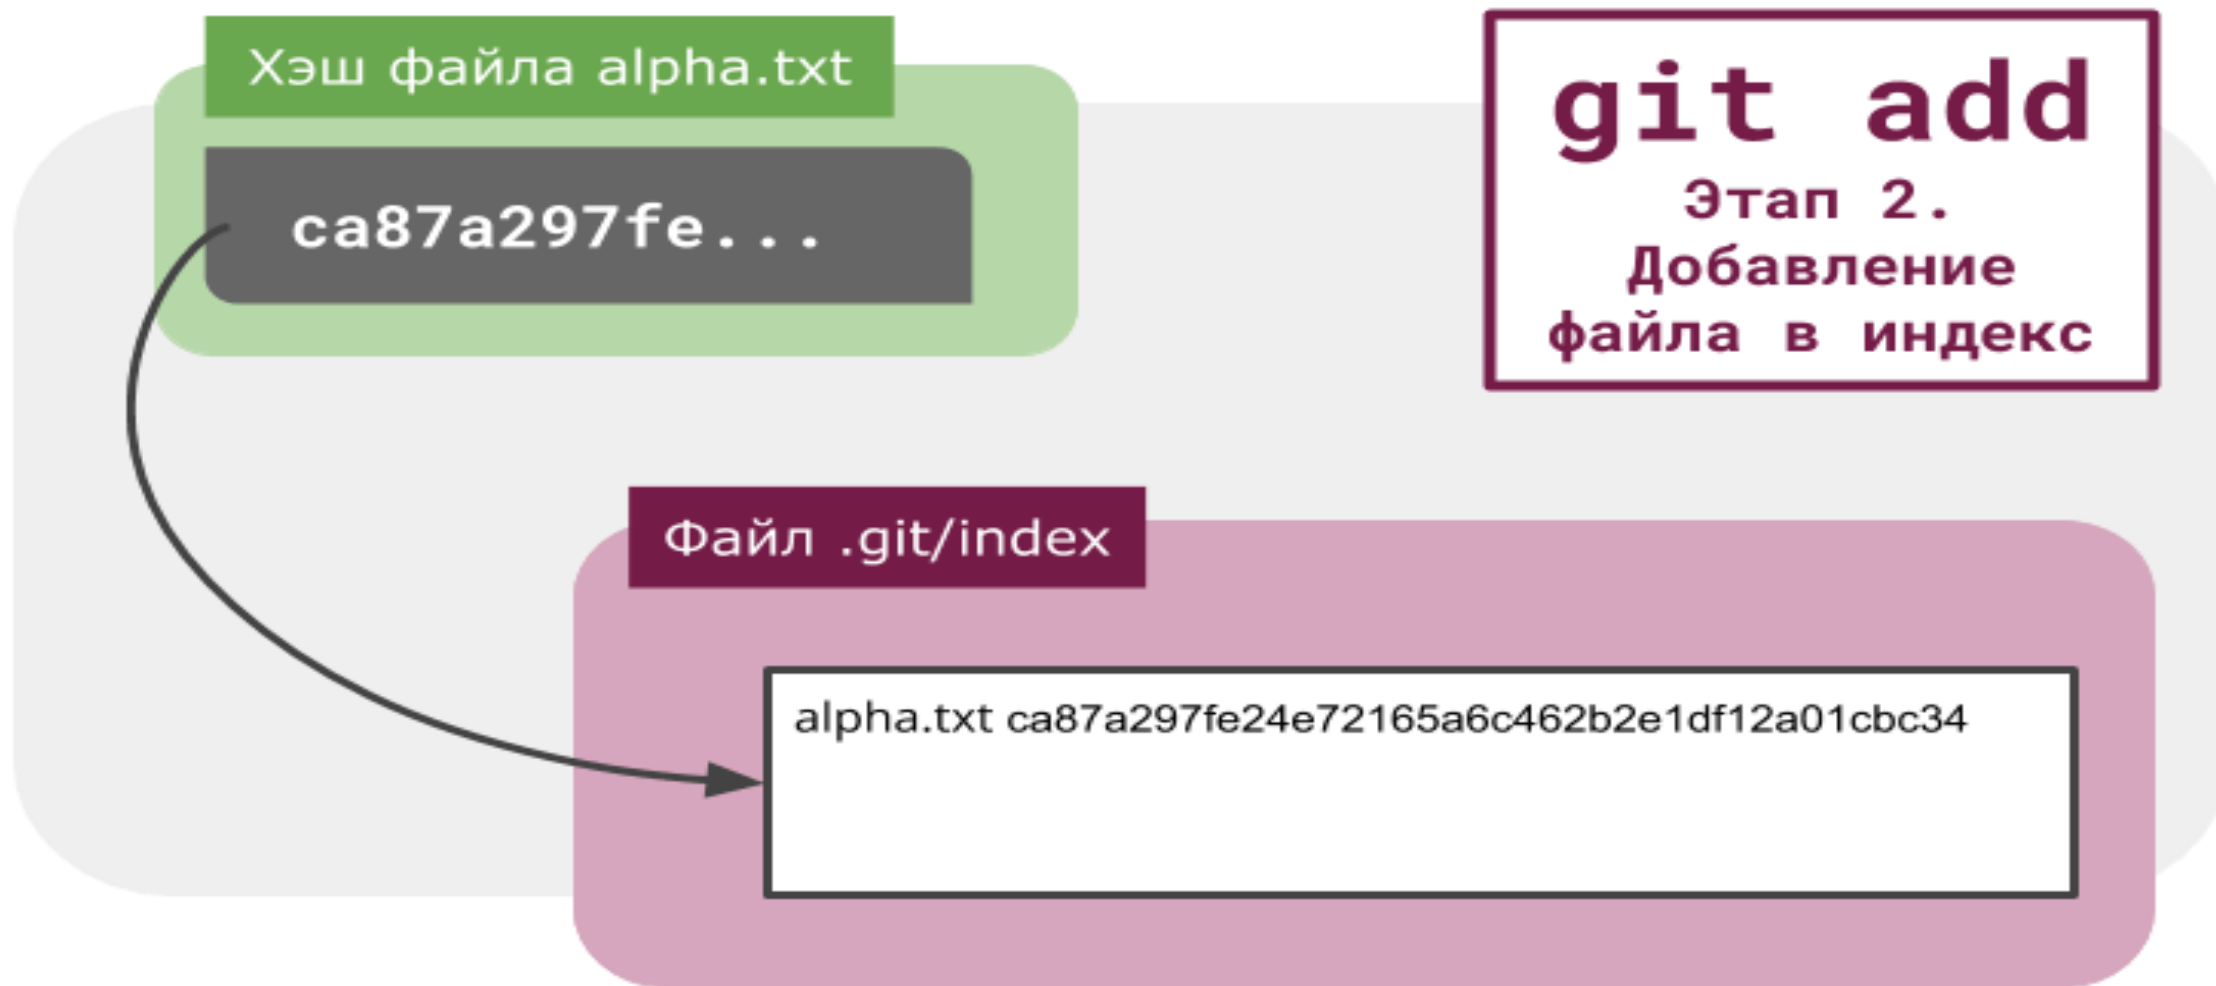 Хэш файла alpha.txt
ca87a297fe...
git add
Этап 2.
Добавление
файла в индекс
Файл .git/index
alpha.txt ca87a297fe24e72165a6c462b2e1df12a01cbc34